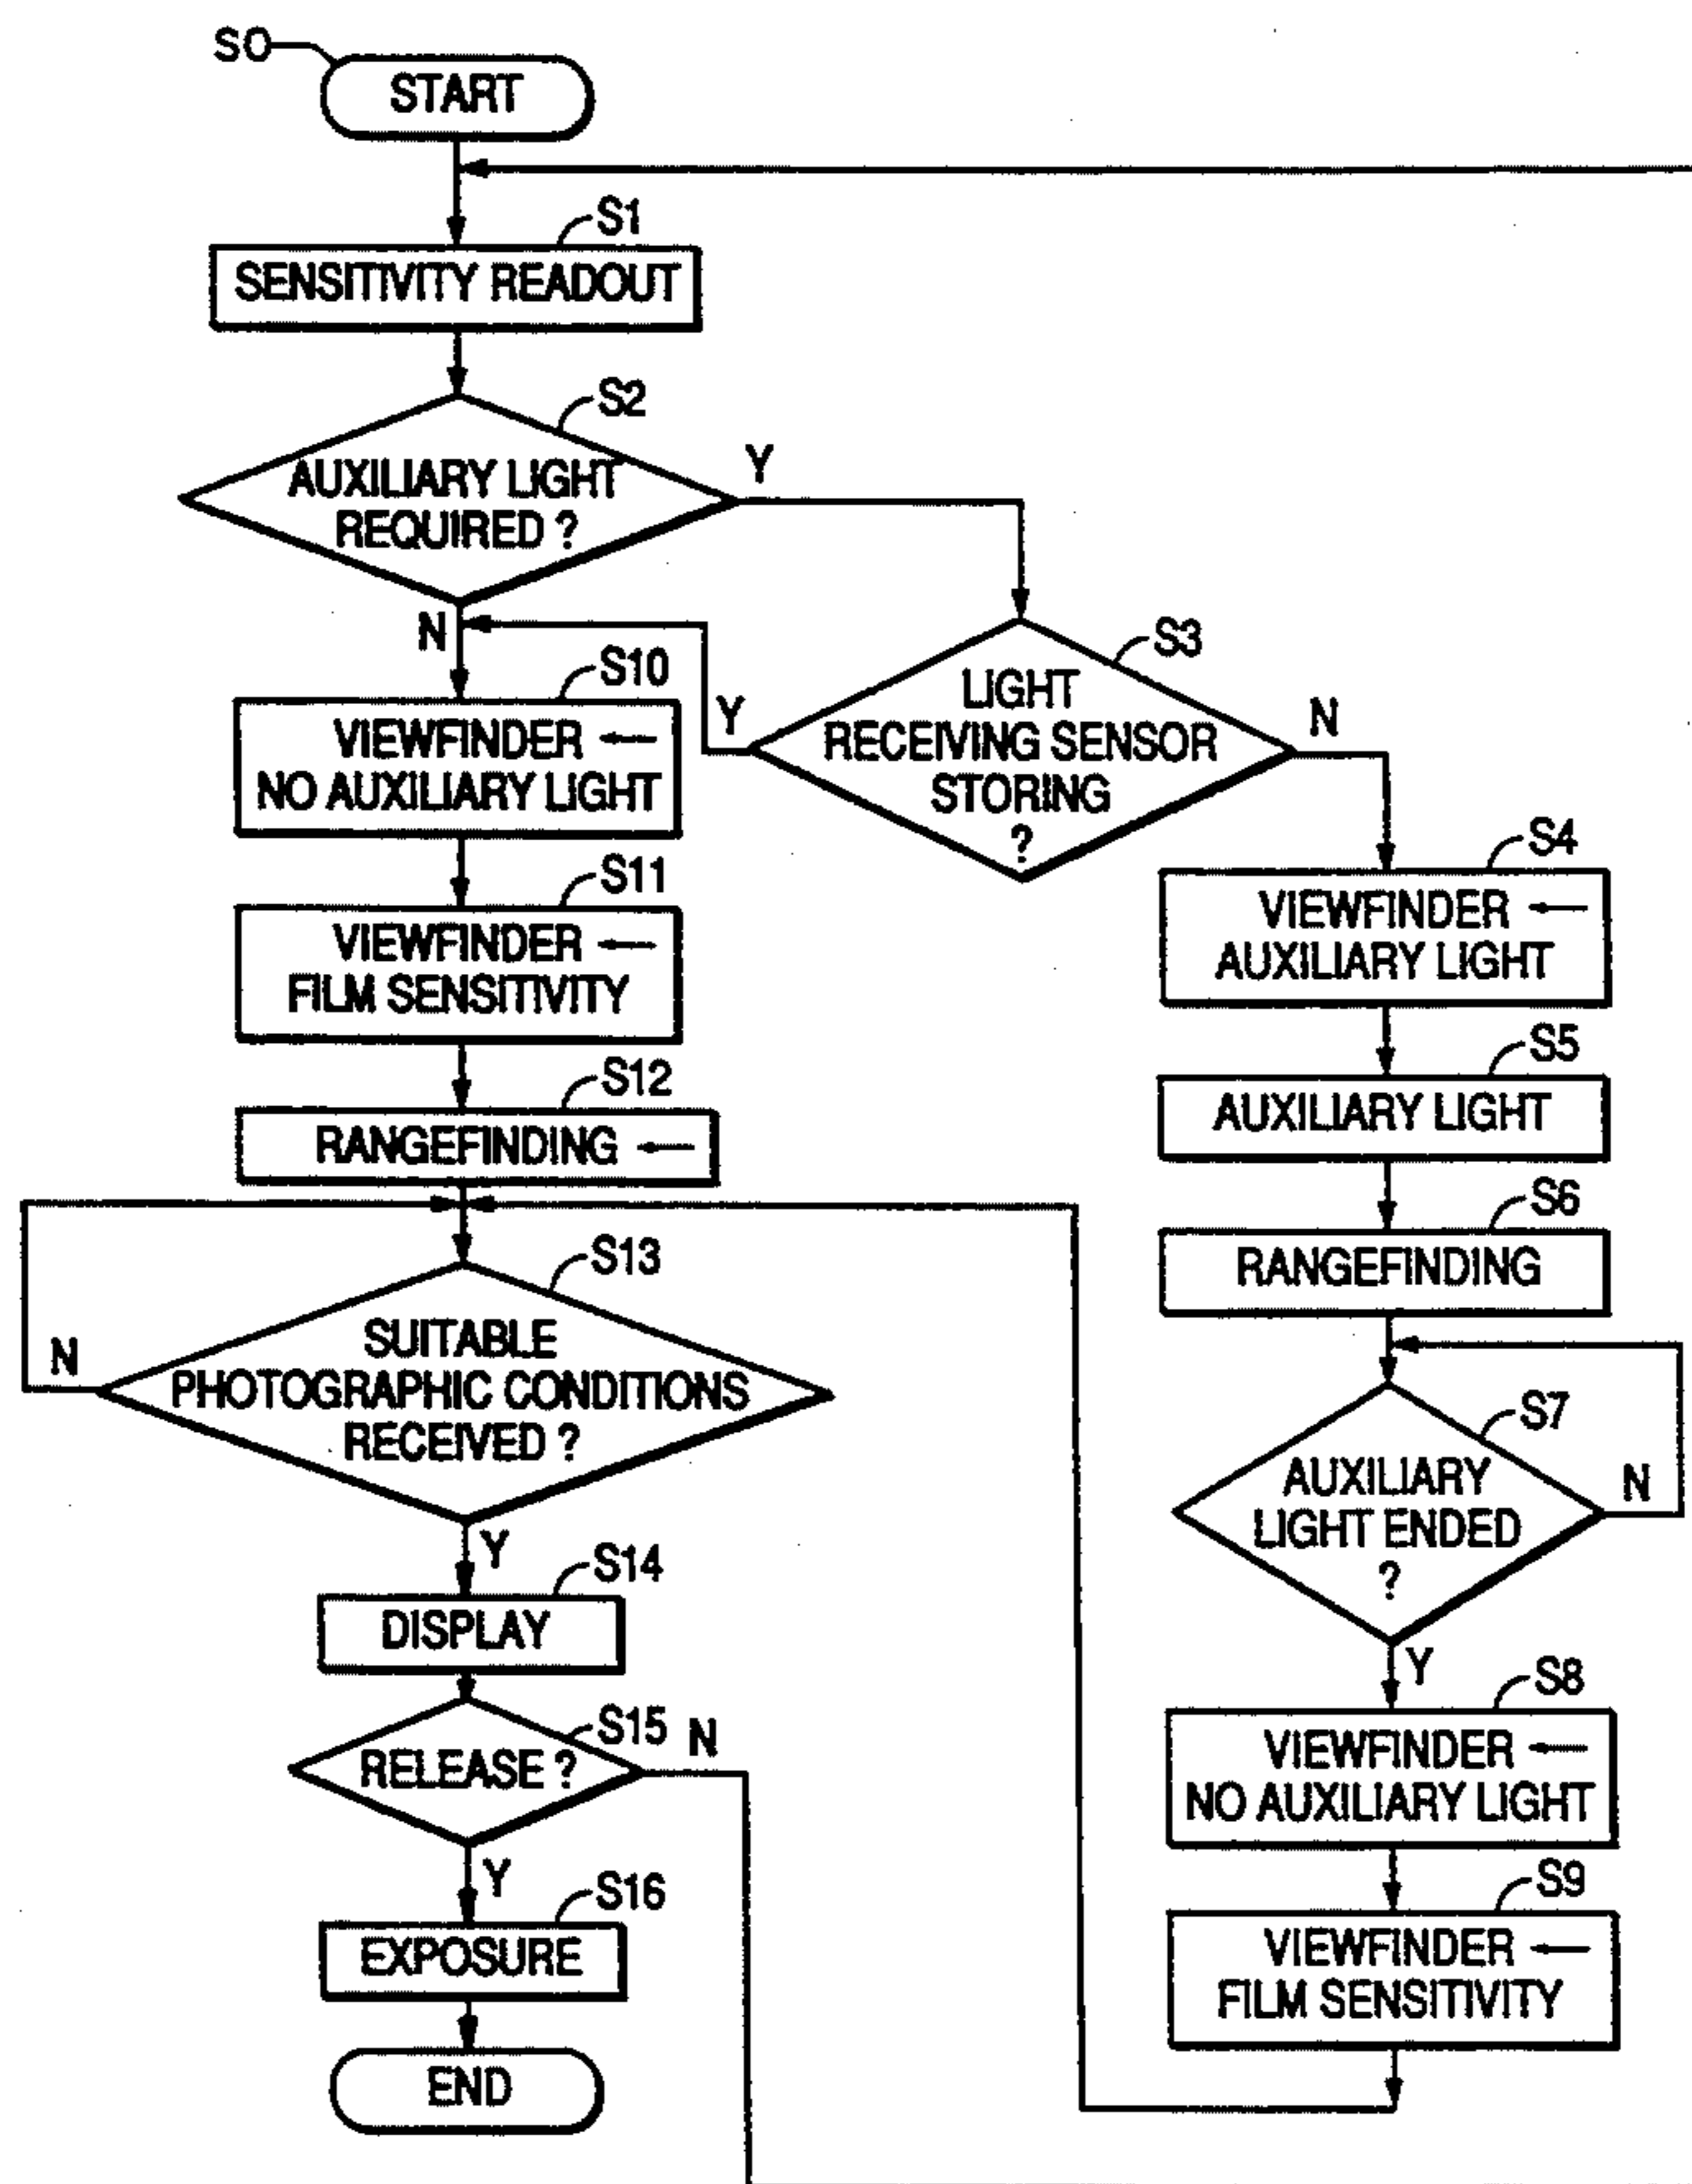 S0
START
S1
SENSITIVITY READOUT
S2
AUXILIARY LIGHT
REQUIRED ?
Y
N
S3
LIGHT
RECEIVING SENSOR
STORING
?
Y
N
S10
VIEWFINDER ←
NO AUXILIARY LIGHT
S11
VIEWFINDER ←
FILM SENSITIVITY
S12
RANGEFINDING ←
S4
VIEWFINDER ←
AUXILIARY LIGHT
S5
AUXILIARY LIGHT
S6
RANGEFINDING
S7
AUXILIARY
LIGHT ENDED
?
N
Y
S8
VIEWFINDER ←
NO AUXILIARY LIGHT
S9
VIEWFINDER ←
FILM SENSITIVITY
S13
SUITABLE
PHOTOGRAPHIC CONDITIONS
RECEIVED ?
N
Y
S14
DISPLAY
S15
RELEASE ?
N
Y
S16
EXPOSURE
END